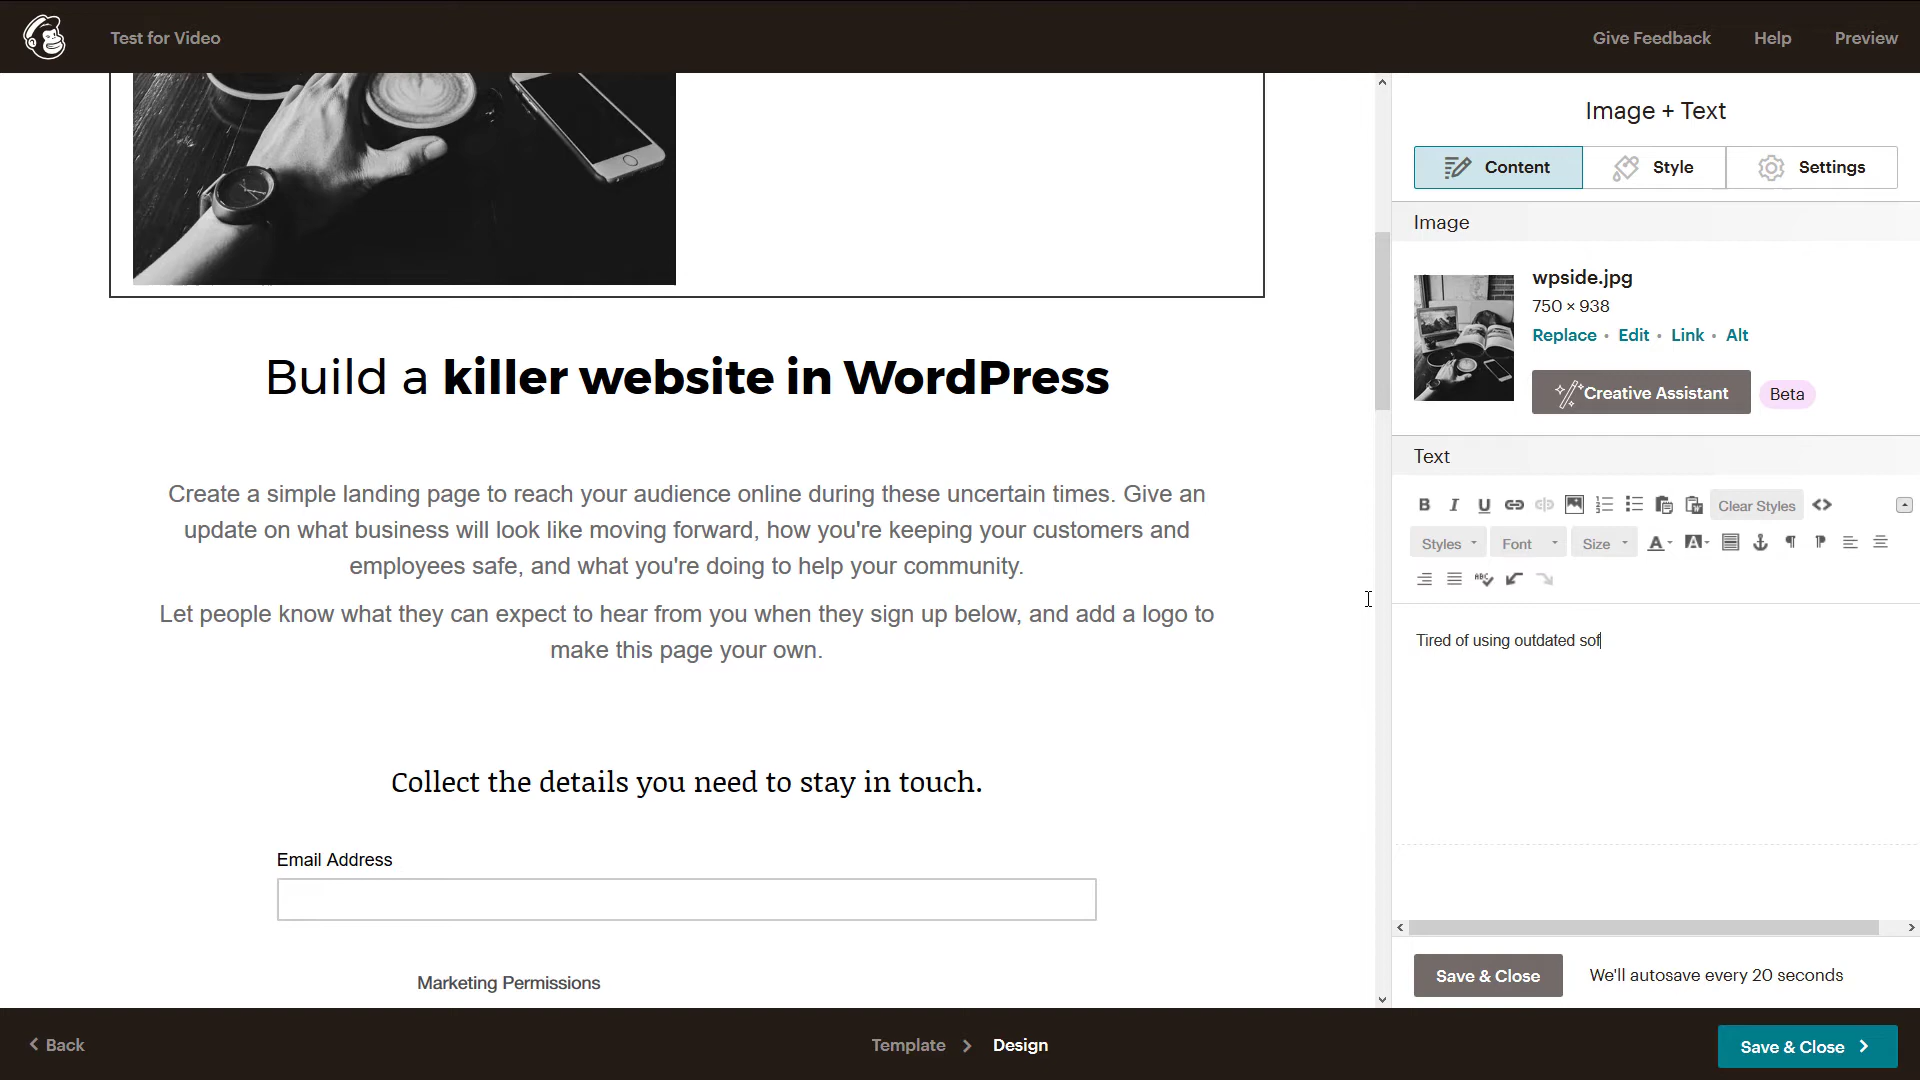 Test for Video
Give Feedback
Help
Preview
Build a killer website in WordPress
Create a simple landing page to reach your audience online during these uncertain times. Give an
update on what business will look like moving forward, how you're keeping your customers and
employees safe, and what you're doing to help your community.
Let people know what they can expect to hear from you when they sign up below, and add a logo to
make this page your own.
Collect the details you need to stay in touch.
Email Address
Marketing Permissions
Image + Text
Content
Style
Settings
Image
wpside.jpg
750 × 938
Replace • Edit • Link • Alt
Creative Assistant
Beta
Text
B I U
Clear Styles
Styles
Font
Size
A
A
ABC
Tired of using outdated sof
Save & Close
We'll autosave every 20 seconds
Back
Template
Design
Save & Close